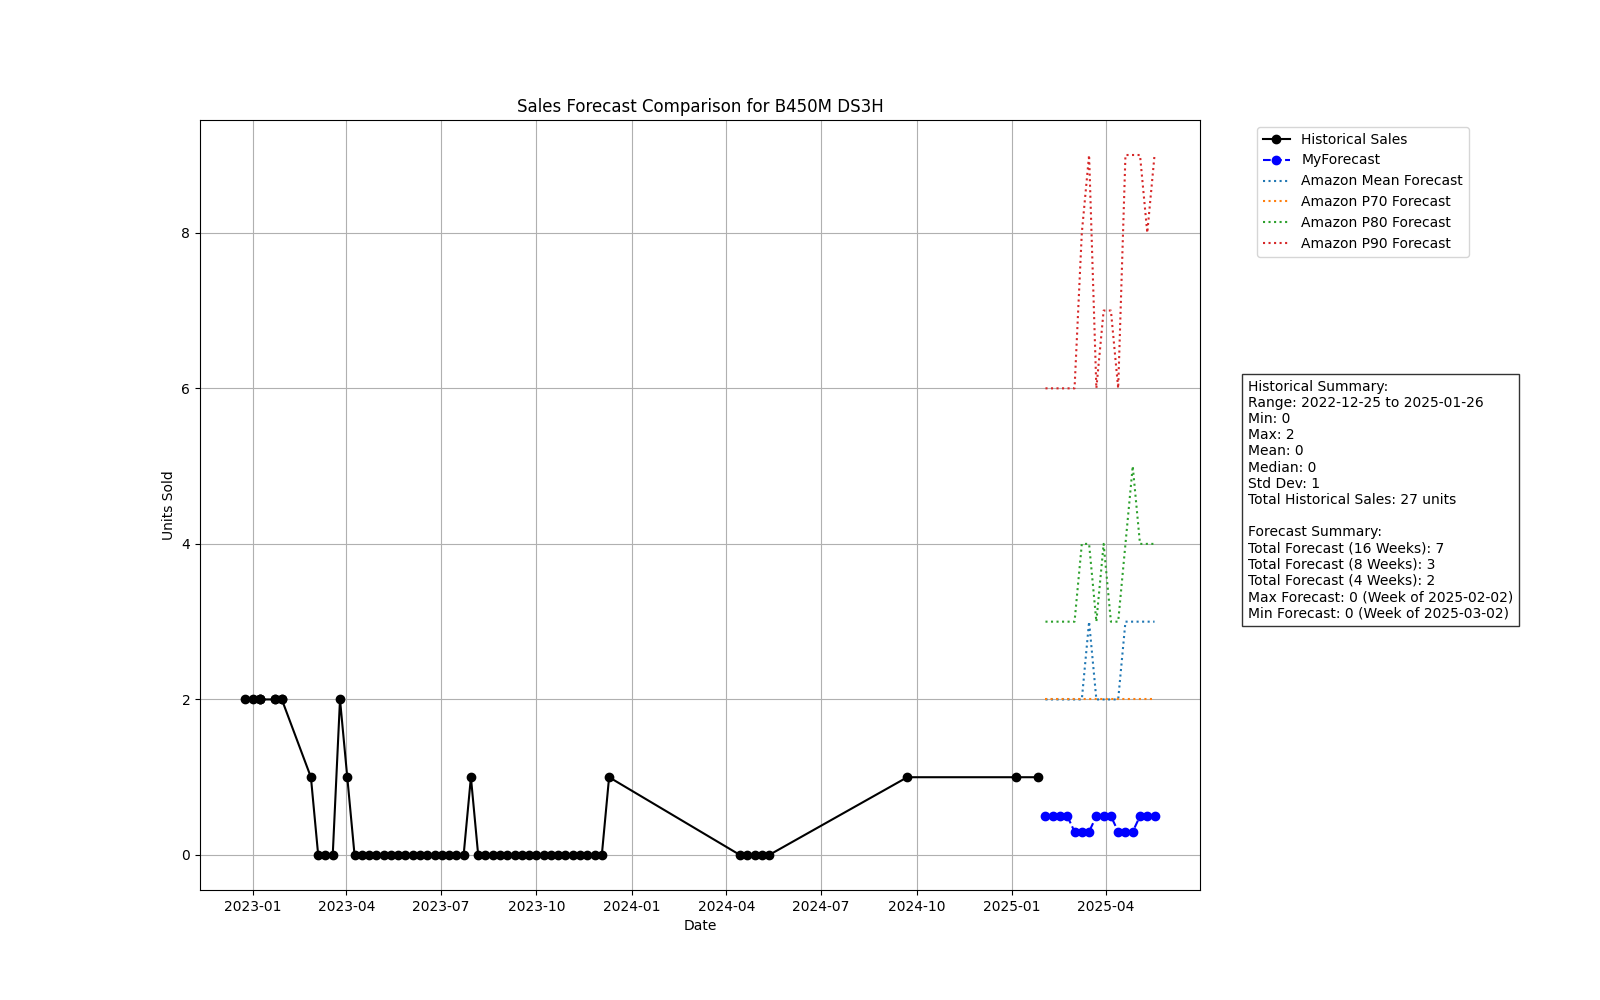 Sales Forecast Comparison for B450M DS3H
Historical Sales
MyForecast
Amazon Mean Forecast
Amazon P70 Forecast
Amazon P80 Forecast
Amazon P90 Forecast
8
6
4
2
0
Units Sold
2023-01
2023-04
2023-07
2023-10
2024-01
2024-04
2024-07
2024-10
2025-01
2025-04
Date
Historical Summary:
Range: 2022-12-25 to 2025-01-26
Min: 0
Max: 2
Mean: 0
Median: 0
Std Dev: 1
Total Historical Sales: 27 units
Forecast Summary:
Total Forecast (16 Weeks): 7
Total Forecast (8 Weeks): 3
Total Forecast (4 Weeks): 2
Max Forecast: 0 (Week of 2025-02-02)
Min Forecast: 0 (Week of 2025-03-02)